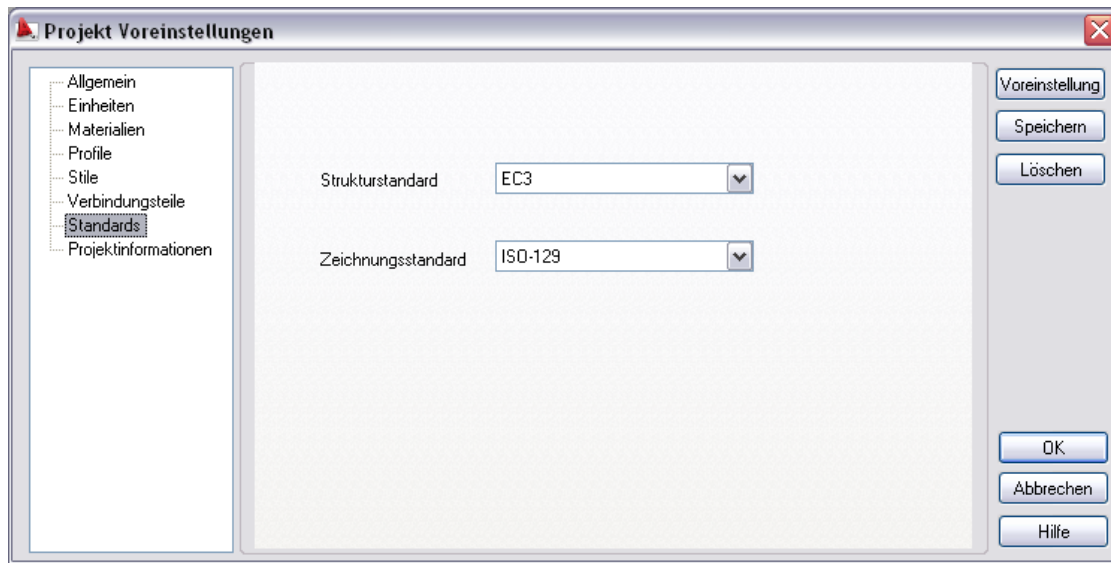 Projekt Voreinstellungen
Allgemein
Einheiten
Materialien
Profile
Stile
Verbindungsteile
Standards
Projektinformationen
Strukturstandard
EC3
Zeichnungsstandard
ISO-129
Voreinstellung
Speichern
Löschen
OK
Abbrechen
Hilfe